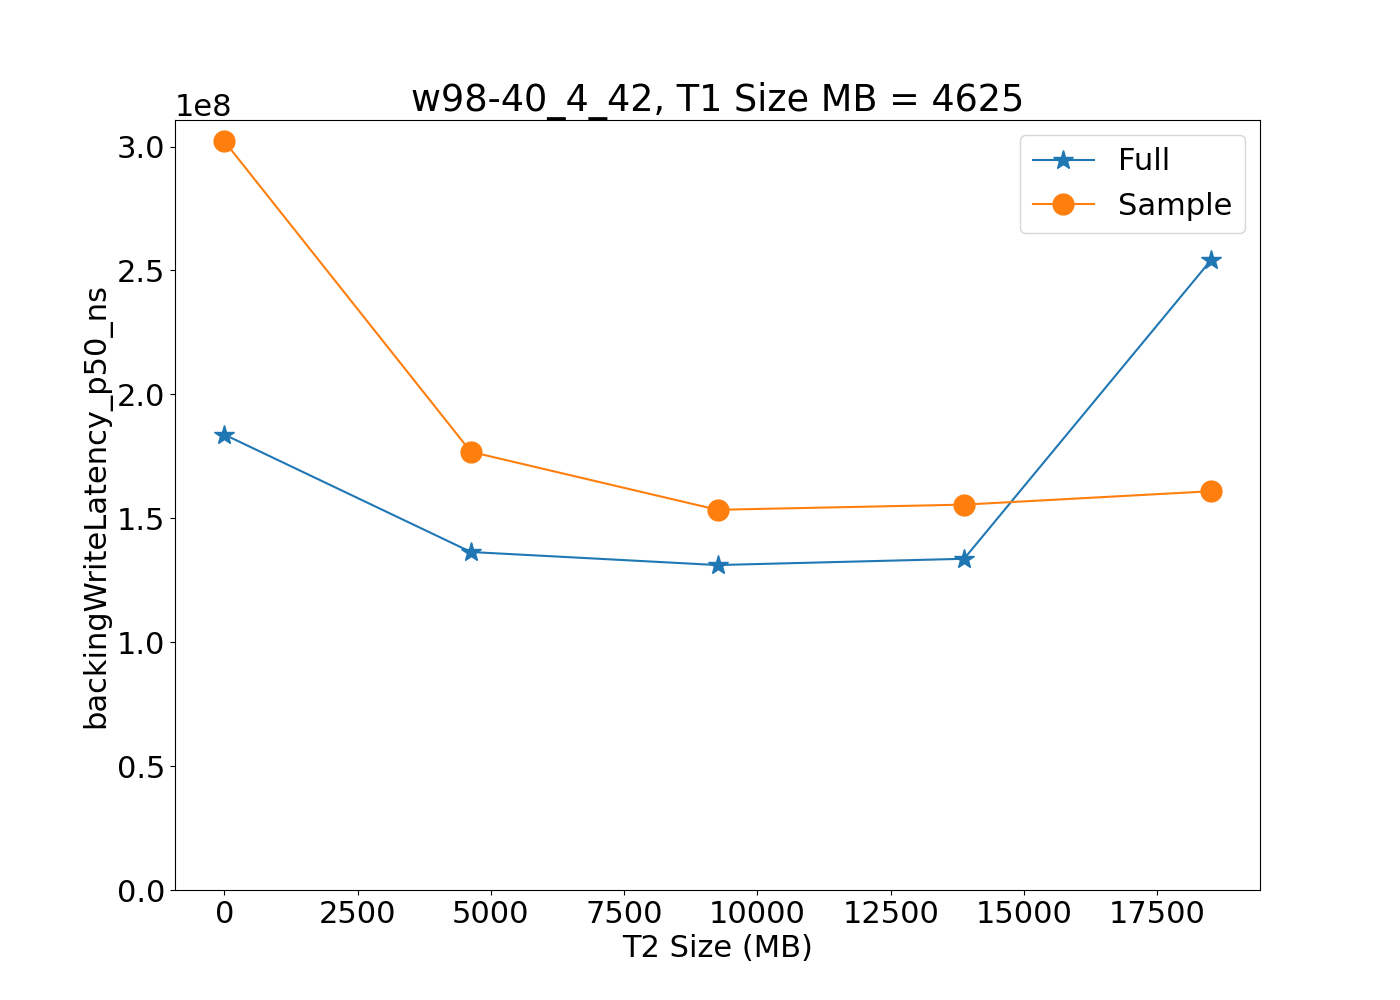 w98-40_4_42, T1 Size MB = 4625
1e8
3.0
2.5
2.0
1.5
1.0
0.5
0.0
backingWriteLatency_p50_ns
Full
Sample
0 2500 5000 7500 10000 12500 15000 17500
T2 Size (MB)